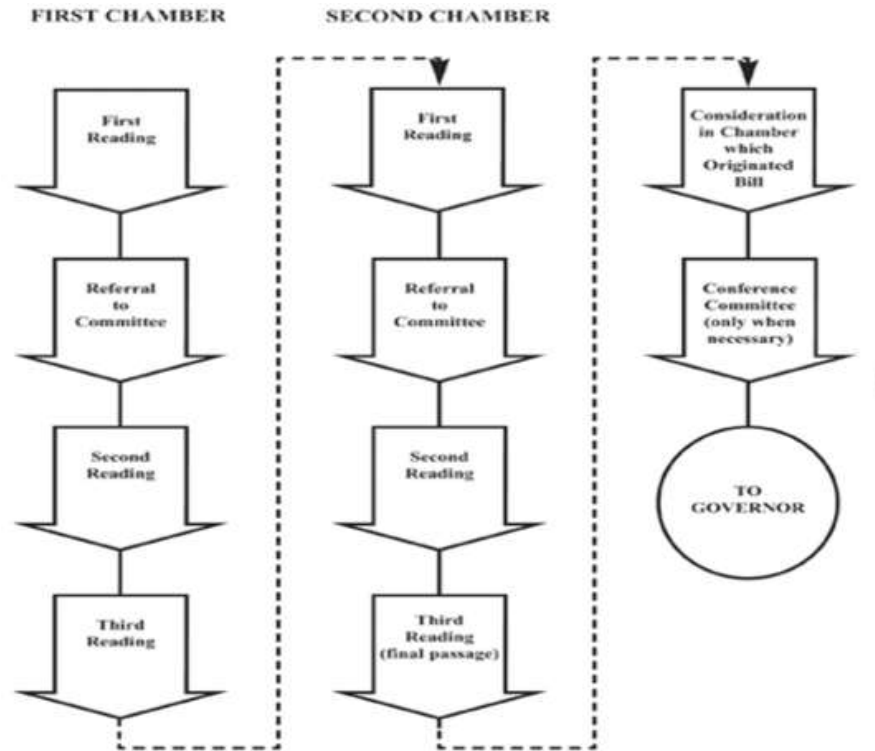 FIRST CHAMBER
First
Reading
Referral
to
Committee
Second
Reading
Third
Reading
SECOND CHAMBER
First
Reading
Referral
to
Committee
Second
Reading
Third
Reading
(final passage)
Consideration
in Chamber
which
Originated
Bill
Conference
Committee
(only when
necessary)
TO
GOVERNOR